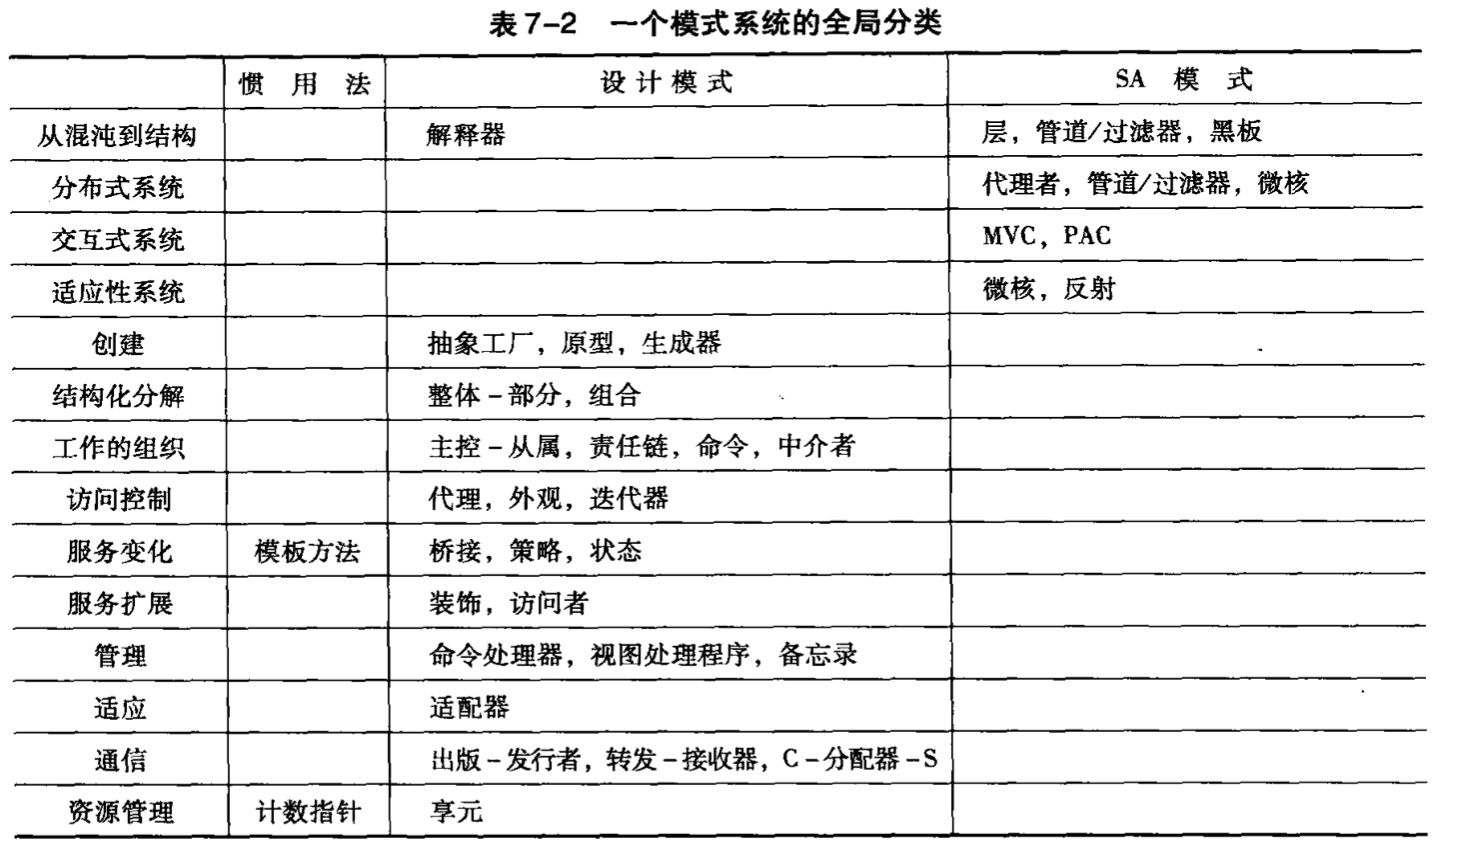 表7-2 一个模式系统的全局分类
惯用法 设计模式 SA 模式
从混沌到结构 解释器 层，管道/过滤器，黑板
分布式系统 代理者，管道/过滤器，微核
交互式系统 MVC，PAC
适应性系统 微核，反射
创建 抽象工厂，原型，生成器
结构化分解 整体-部分，组合
工作的组织 主控-从属，责任链，命令，中介者
访问控制 代理，外观，迭代器
服务变化 模板方法 桥接，策略，状态
服务扩展 装饰，访问者
管理 命令处理器，视图处理程序，备忘录
适应 适配器
通信 出版-发行者，转发-接收器，C-分配器-S
资源管理 计数指针 享元